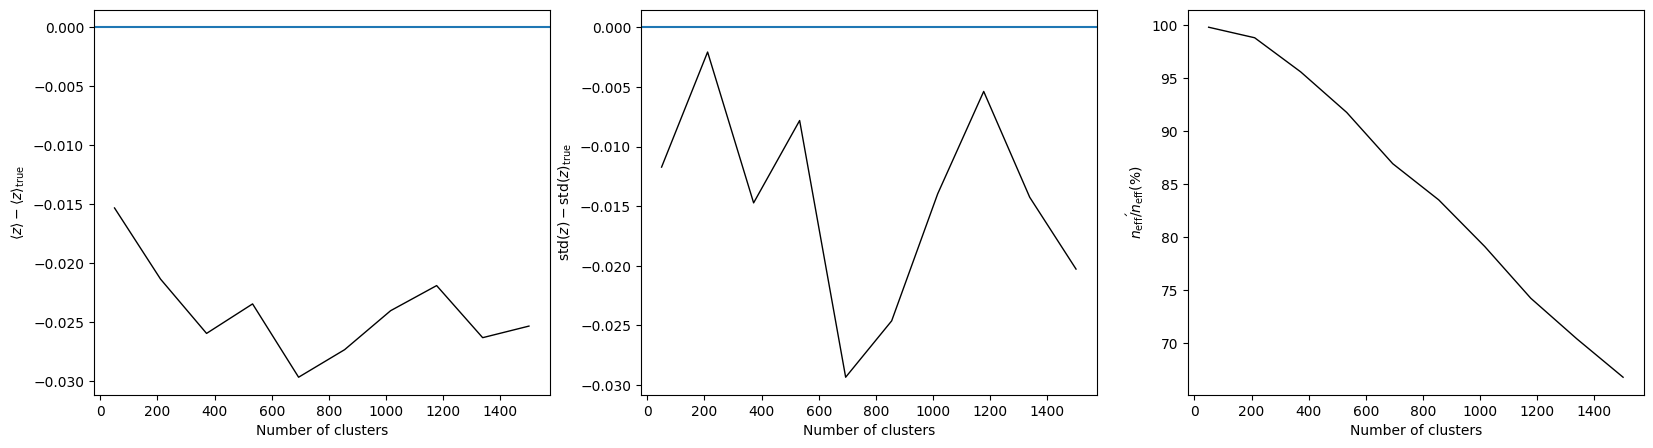 0.000
−0.005
−0.010
−0.015
−0.020
−0.025
−0.030
⟨z⟩ − ⟨z⟩true
0 200 400 600 800 1000 1200 1400
Number of clusters
0.000
−0.005
−0.010
−0.015
−0.020
−0.025
−0.030
std(z) − std(z)true
0 200 400 600 800 1000 1200 1400
Number of clusters
100
95
90
85
80
75
70
n′eff/neff(%)
0 200 400 600 800 1000 1200 1400
Number of clusters